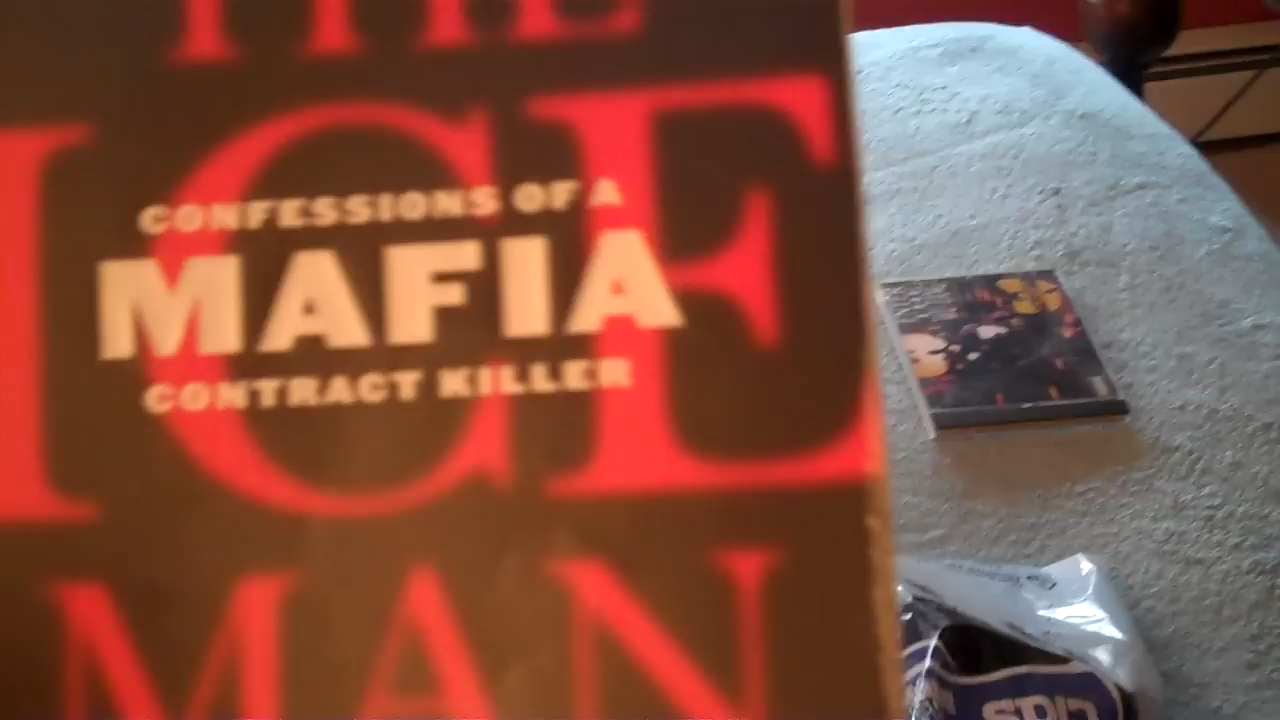 THE
ICE
CONFESSIONS OF A
MAFIA
CONTRACT KILLER
MAN